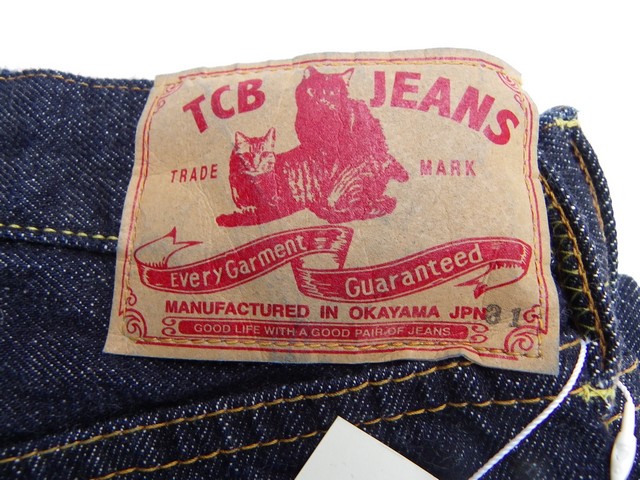 TCB JEANS
TRADE MARK
Every Garment Guaranteed
MANUFACTURED IN OKAYAMA JPN 31
GOOD LIFE WITH A GOOD PAIR OF JEANS...